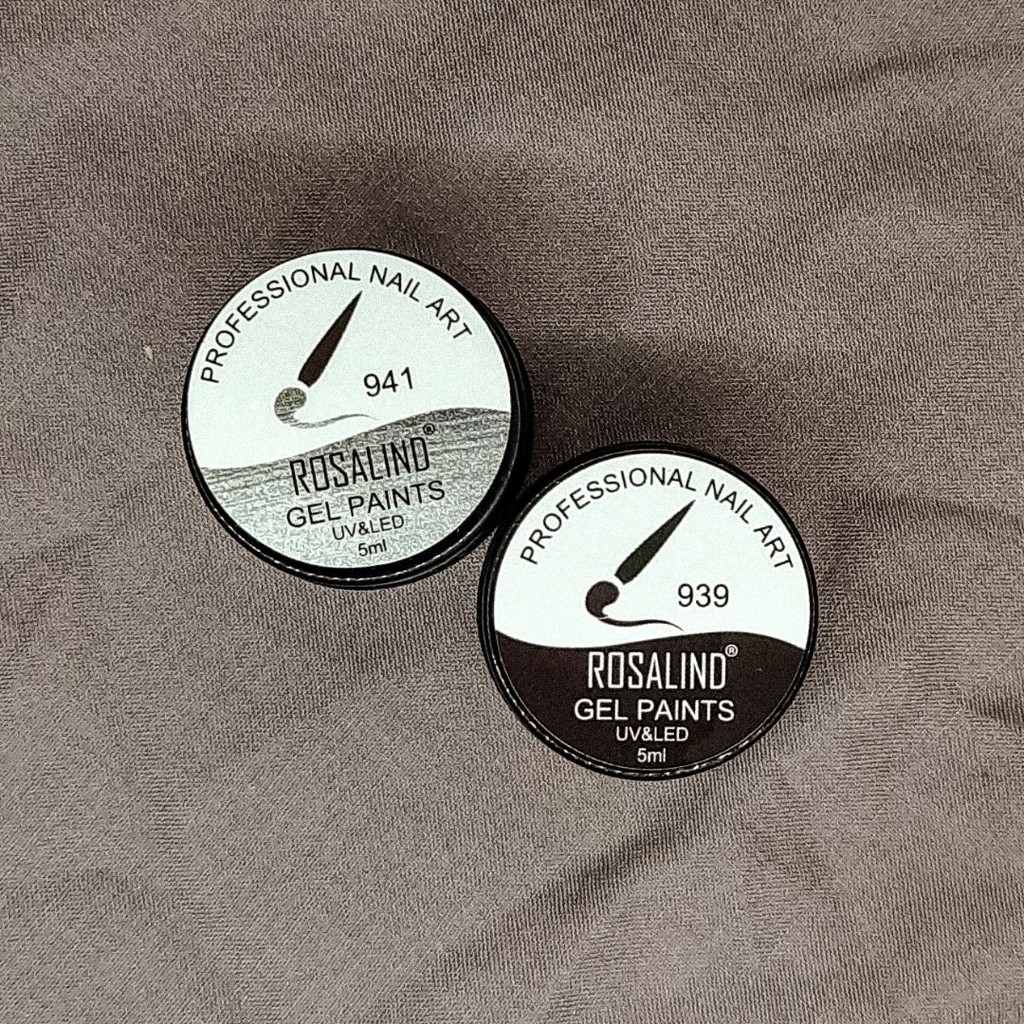 PROFESSIONAL NAIL ART
941
ROSALIND®
GEL PAINTS
UV&LED
5ml
PROFESSIONAL NAIL ART
939
ROSALIND®
GEL PAINTS
UV&LED
5ml